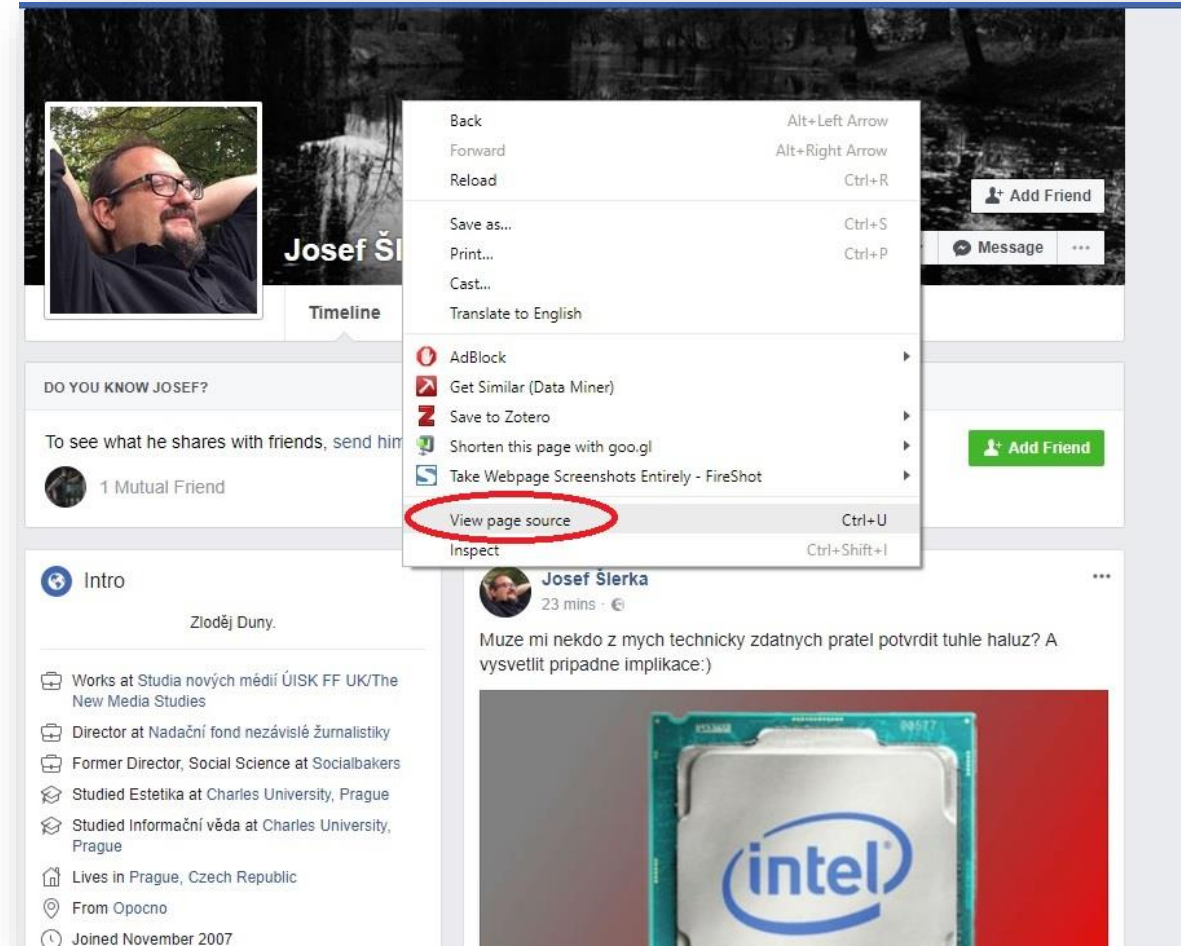 Add Friend
Josef Šl
Message
Timeline
Back Alt+Left Arrow
Forward Alt+Right Arrow
Reload Ctrl+R
Save as... Ctrl+S
Print... Ctrl+P
Cast...
Translate to English
AdBlock
Get Similar (Data Miner)
Save to Zotero
Shorten this page with goo.gl
Take Webpage Screenshots Entirely - FireShot
View page source Ctrl+U
Inspect Ctrl+Shift+I
DO YOU KNOW JOSEF?
To see what he shares with friends, send him
1 Mutual Friend
Add Friend
Intro
Zloděj Duny.
Works at Studia nových médií ÚISK FF UK/The
New Media Studies
Director at Nadační fond nezávislé žurnalistiky
Former Director, Social Science at Socialbakers
Studied Estetika at Charles University, Prague
Studied Informační věda at Charles University,
Prague
Lives in Prague, Czech Republic
From Opocno
Joined November 2007
Josef Šlerka
23 mins ·
Muze mi nekdo z mych technicky zdatnych pratel potvrdit tuhle haluz? A
vysvetlit pripadne implikace:)
intel